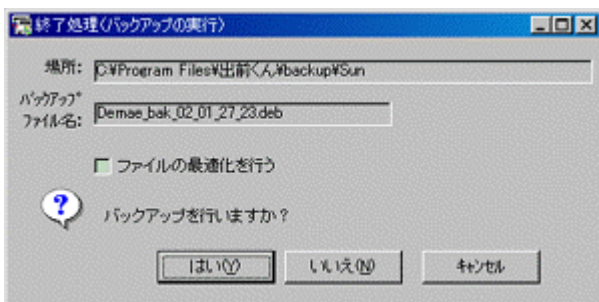 終了処理<バックアップの実行>
場所: C:¥Program Files¥出前くん¥backup¥Sun
バックアップ
ファイル名: Demae_bak_02_01_27_23.deb
ファイルの最適化を行う
バックアップを行いますか?
はい(Y) いいえ(N) キャンセル